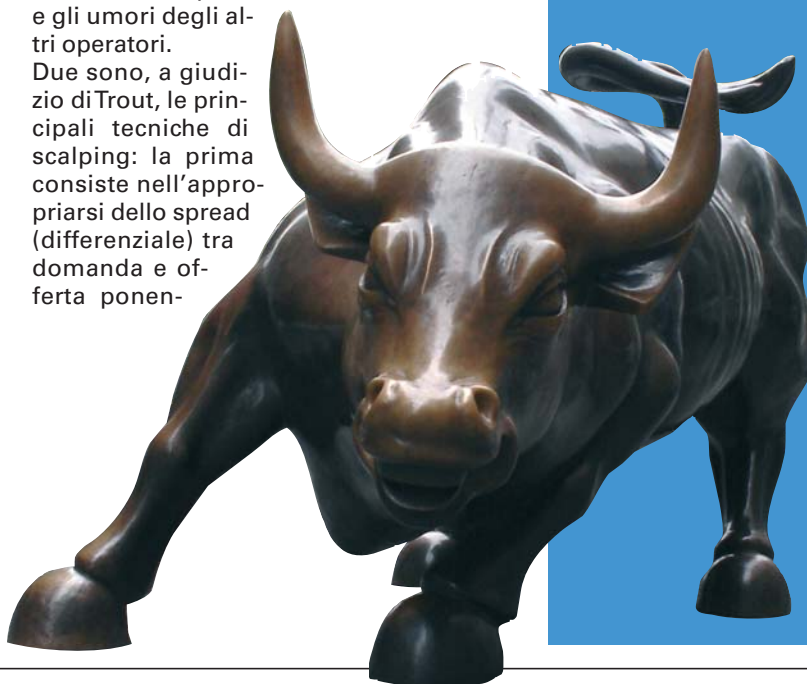 e gli umori degli al-
tri operatori.
Due sono, a giudi-
zio di Trout, le prin-
cipali tecniche di
scalping: la prima
consiste nell'appro-
priarsi dello spread
(differenziale) tra
domanda e of-
ferta ponen-